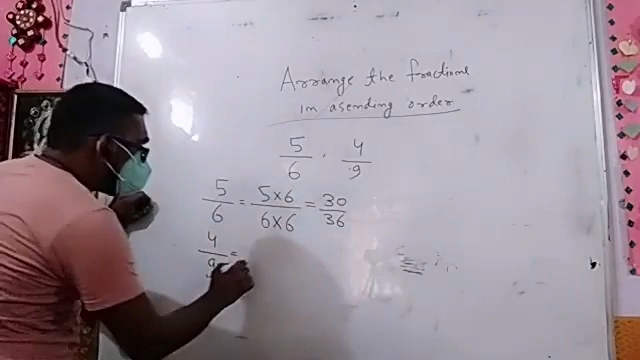 Arrange the fractions
in asending order
5/6 , 4/9
5/6 = 5×6/6×6 = 30/36
4/9 =